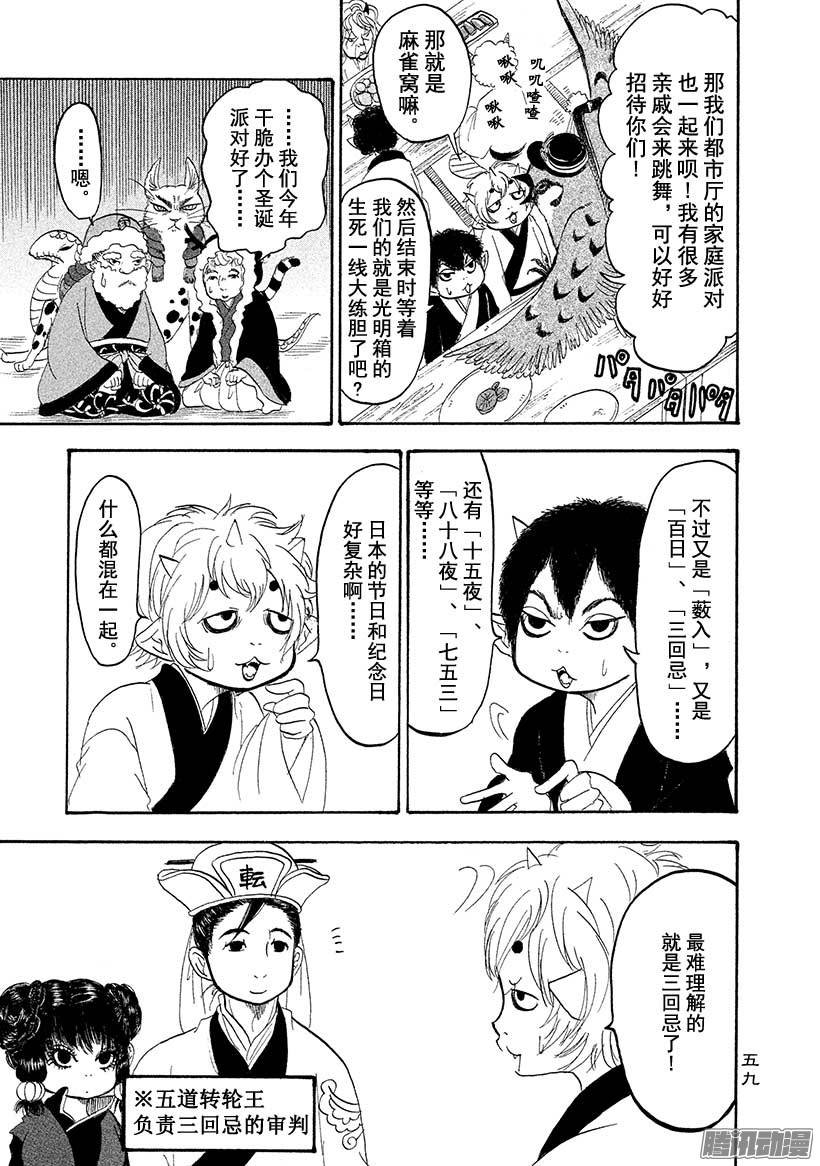 那我们都市厅的家庭派对
也一起来呗！我有很多
亲戚会来跳舞，可以好好
招待你们！
叽叽喳喳
啾啾
啾啾
那就是
麻雀窝嘛。
然后结束时等着
我们的就是光明箱的
生死一线大练胆了吧？
パタパタパタ
……我们今年
干脆办个圣诞
派对好了……
……嗯。
不过又是「薮入」，又是
「百日」、「三回忌」……
还有「十五夜」、
「八十八夜」、「七五三」
等等……
日本的节日和纪念日
好复杂啊……
什么都混在一起。
最难理解的
就是三回忌了！
転
※五道转轮王
负责三回忌的审判
五九
腾讯动漫